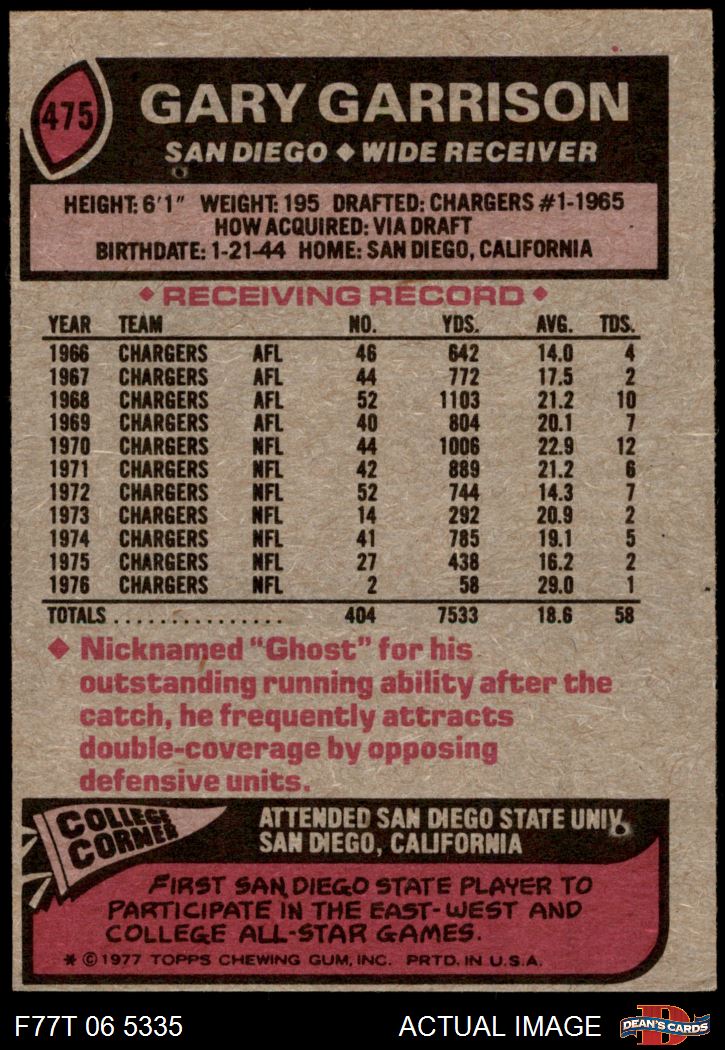 475
GARY GARRISON
SAN DIEGO ◆ WIDE RECEIVER
HEIGHT: 6'1" WEIGHT: 195 DRAFTED: CHARGERS #1-1965
HOW ACQUIRED: VIA DRAFT
BIRTHDATE: 1-21-44 HOME: SAN DIEGO, CALIFORNIA
◆ RECEIVING RECORD ◆
YEAR TEAM NO. YDS. AVG. TDS.
1966 CHARGERS AFL 46 642 14.0 4
1967 CHARGERS AFL 44 772 17.5 2
1968 CHARGERS AFL 52 1103 21.2 10
1969 CHARGERS AFL 40 804 20.1 7
1970 CHARGERS NFL 44 1006 22.9 12
1971 CHARGERS NFL 42 889 21.2 6
1972 CHARGERS NFL 52 744 14.3 7
1973 CHARGERS NFL 14 292 20.9 2
1974 CHARGERS NFL 41 785 19.1 5
1975 CHARGERS NFL 27 438 16.2 2
1976 CHARGERS NFL 2 58 29.0 1
TOTALS . . . . . . . . . . . . . . . 404 7533 18.6 58
◆ Nicknamed "Ghost" for his
outstanding running ability after the
catch, he frequently attracts
double-coverage by opposing
defensive units.
COLLEGE
CORNER
ATTENDED SAN DIEGO STATE UNIV.
SAN DIEGO, CALIFORNIA
FIRST SAN DIEGO STATE PLAYER TO
PARTICIPATE IN THE EAST-WEST AND
COLLEGE ALL-STAR GAMES.
* © 1977 TOPPS CHEWING GUM, INC. PRTD. IN U.S.A.
F77T 06 5335 ACTUAL IMAGE
D
DEAN'S CARDS